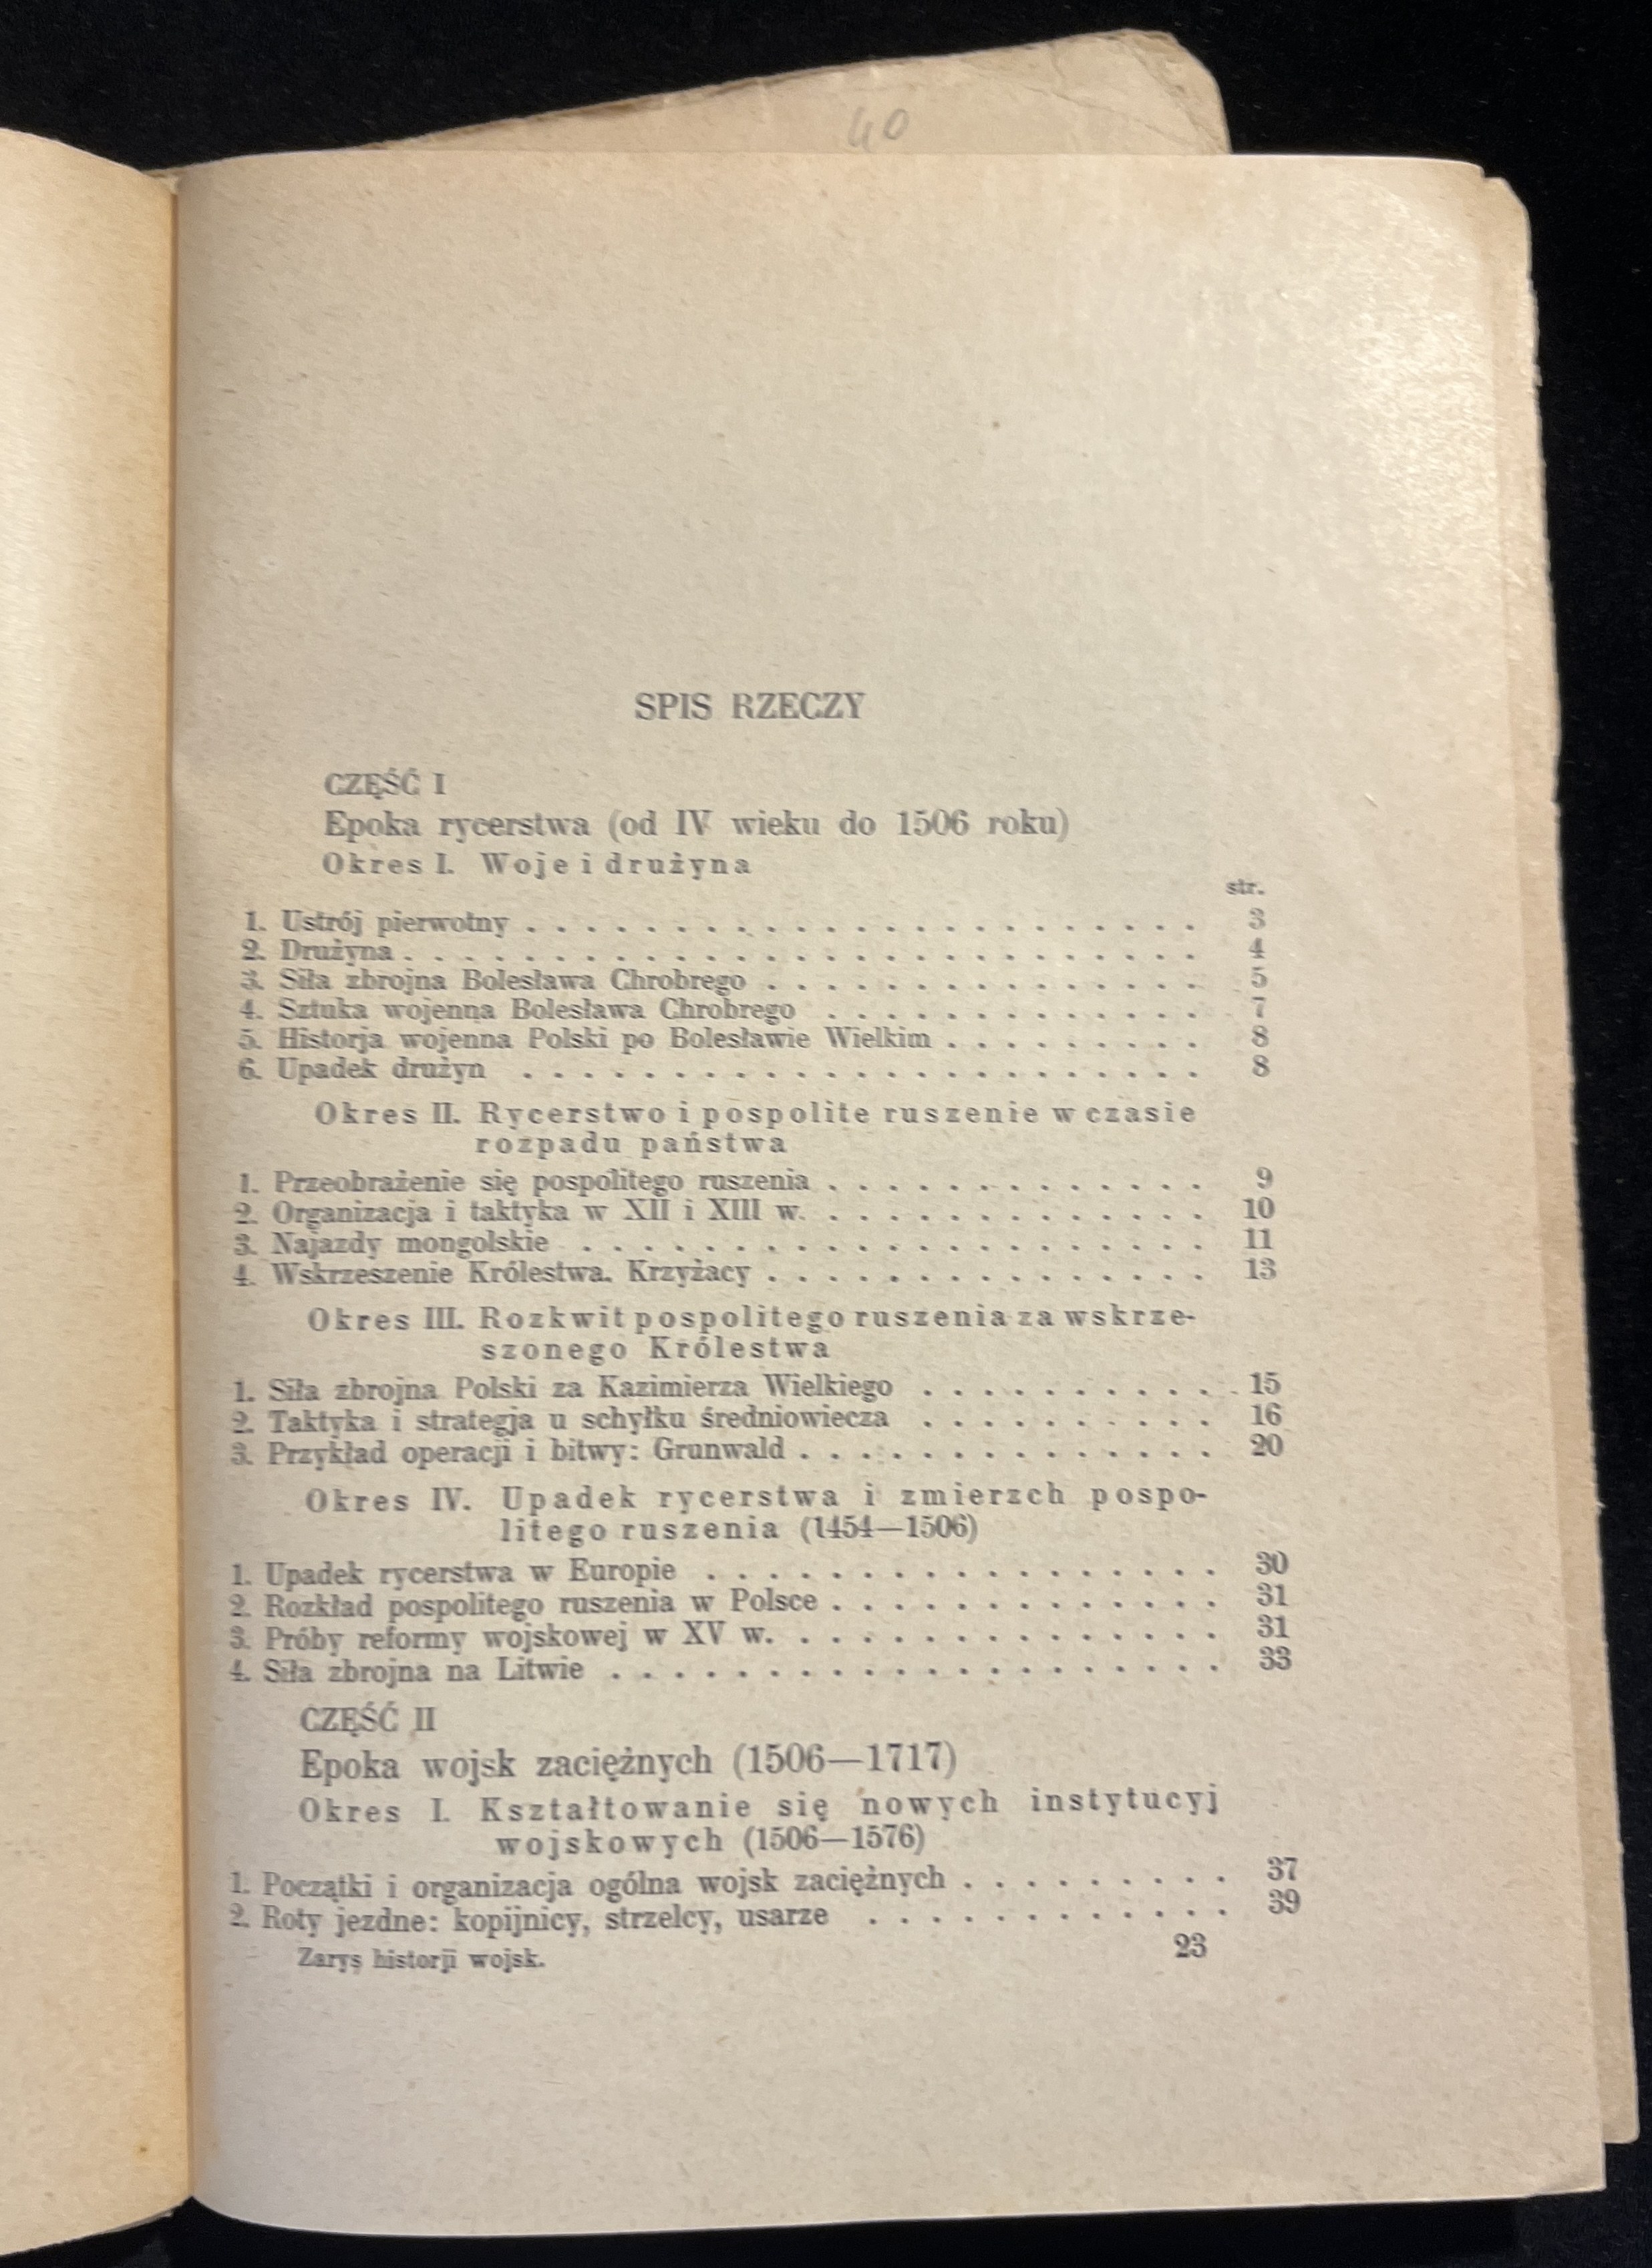 40
SPIS RZECZY
CZĘŚĆ I
Epoka rycerstwa (od IV wieku do 1506 roku)
Okres I. Woje i drużyna
str.
1. Ustrój pierwotny . . . . . . . . . . . . . . . . . . . . . . . 3
2. Drużyna . . . . . . . . . . . . . . . . . . . . . . . . . . . 4
3. Siła zbrojna Bolesława Chrobrego . . . . . . . . . . . . . . . 5
4. Sztuka wojenna Bolesława Chrobrego . . . . . . . . . . . . . 7
5. Historja wojenna Polski po Bolesławie Wielkim . . . . . . . . . 8
6. Upadek drużyn . . . . . . . . . . . . . . . . . . . . . . . 8
Okres II. Rycerstwo i pospolite ruszenie w czasie
rozpadu państwa
1. Przeobrażenie się pospolitego ruszenia . . . . . . . . . . . . . 9
2. Organizacja i taktyka w XII i XIII w. . . . . . . . . . . . . . 10
3. Najazdy mongolskie . . . . . . . . . . . . . . . . . . . . . 11
4. Wskrzeszenie Królestwa. Krzyżacy . . . . . . . . . . . . . . . 13
Okres III. Rozkwit pospolitego ruszenia za wskrze-
szonego Królestwa
1. Siła zbrojna Polski za Kazimierza Wielkiego . . . . . . . . . . 15
2. Taktyka i strategja u schyłku średniowiecza . . . . . . . . . . 16
3. Przykład operacji i bitwy: Grunwald . . . . . . . . . . . . . . 20
Okres IV. Upadek rycerstwa i zmierzch pospo-
litego ruszenia (1454—1506)
1. Upadek rycerstwa w Europie . . . . . . . . . . . . . . . . . 30
2. Rozkład pospolitego ruszenia w Polsce . . . . . . . . . . . . . 31
3. Próby reformy wojskowej w XV w. . . . . . . . . . . . . . . 31
4. Siła zbrojna na Litwie . . . . . . . . . . . . . . . . . . . . 33
CZĘŚĆ II
Epoka wojsk zaciężnych (1506—1717)
Okres I. Kształtowanie się nowych instytucyj
wojskowych (1506—1576)
1. Początki i organizacja ogólna wojsk zaciężnych . . . . . . . . . 37
2. Roty jezdne: kopijnicy, strzelcy, usarze . . . . . . . . . . . . 39
Zarys historji wojsk. 23